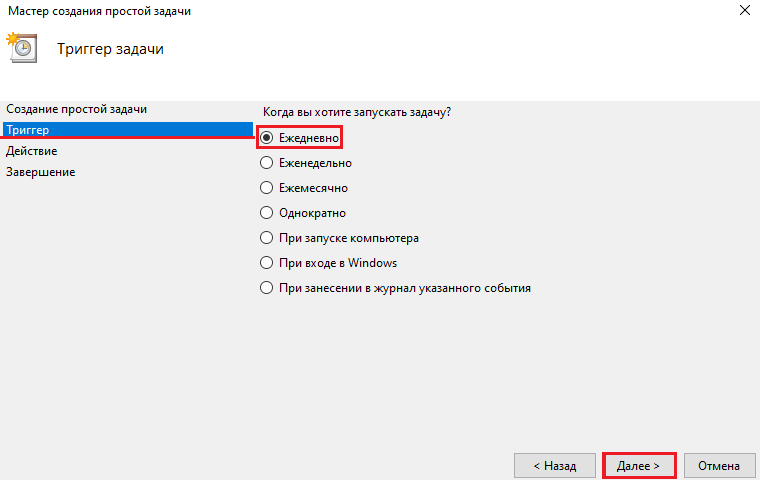 Мастер создания простой задачи
Триггер задачи
Создание простой задачи
Триггер
Действие
Завершение
Когда вы хотите запускать задачу?
Ежедневно
Еженедельно
Ежемесячно
Однократно
При запуске компьютера
При входе в Windows
При занесении в журнал указанного события
< Назад
Далее >
Отмена